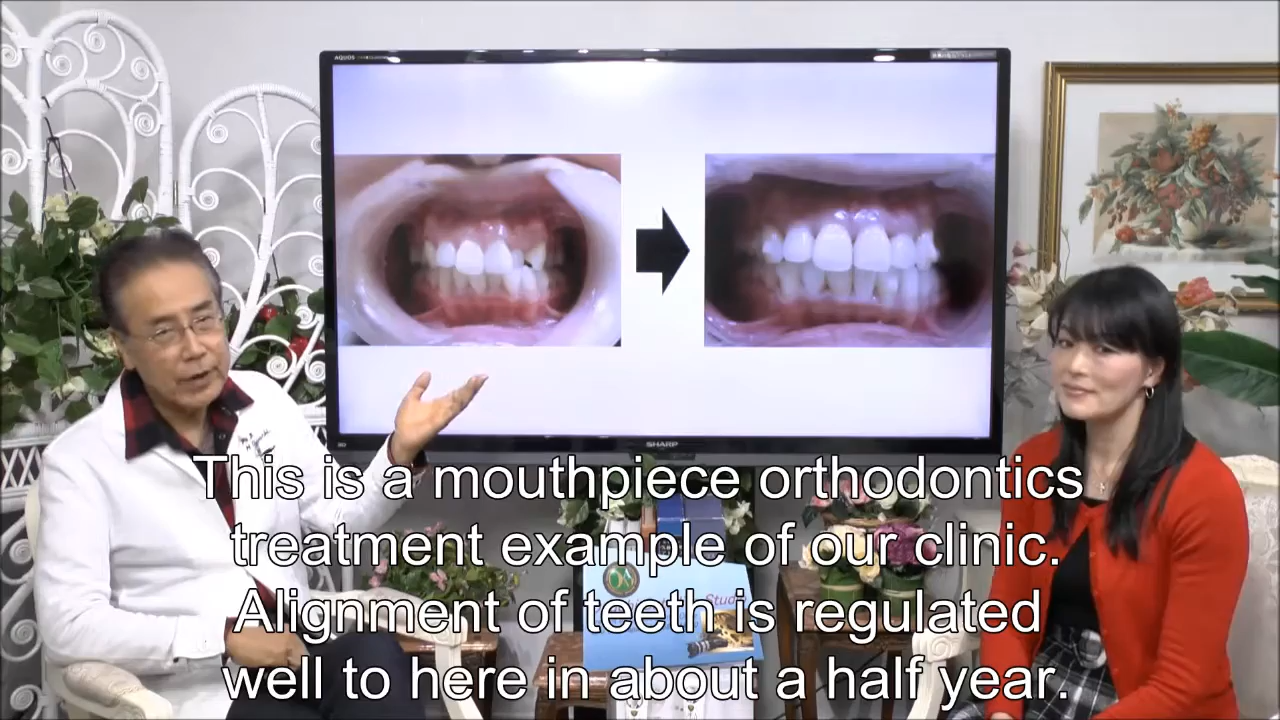 AQUOS
SHARP
This is a mouthpiece orthodontics
treatment example of our clinic.
Alignment of teeth is regulated
well to here in about a half year.